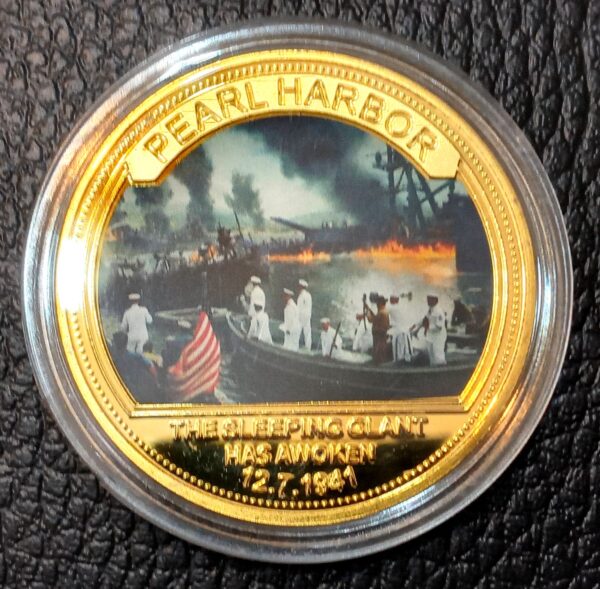 PEARL HARBOR
THE SLEEPING GIANT
HAS AWOKEN
12.7.1941